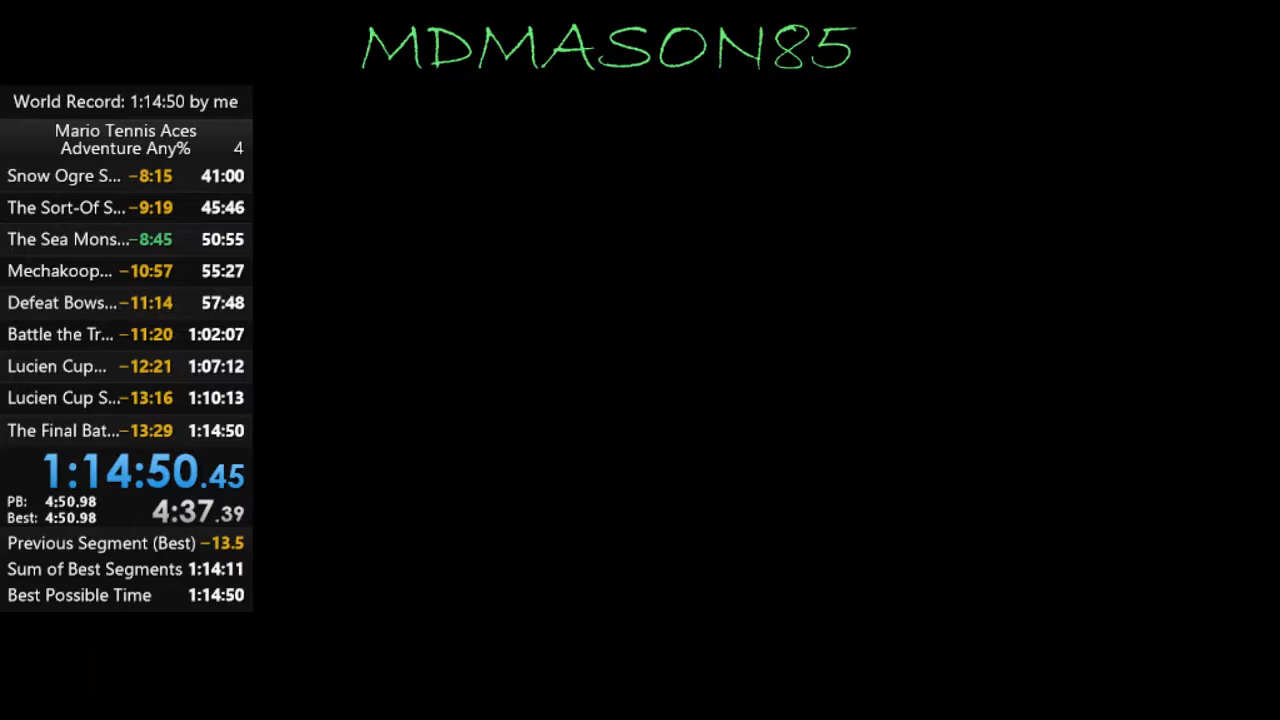 MDMASON85
World Record: 1:14:50 by me
Mario Tennis Aces
Adventure Any% 4
Snow Ogre S... −8:15 41:00
The Sort-Of S... −9:19 45:46
The Sea Mons... −8:45 50:55
Mechakoop... −10:57 55:27
Defeat Bows... −11:14 57:48
Battle the Tr... −11:20 1:02:07
Lucien Cup... −12:21 1:07:12
Lucien Cup S... −13:16 1:10:13
The Final Bat... −13:29 1:14:50
1:14:50.45
PB: 4:50.98
Best: 4:50.98
4:37.39
Previous Segment (Best) −13.5
Sum of Best Segments 1:14:11
Best Possible Time 1:14:50